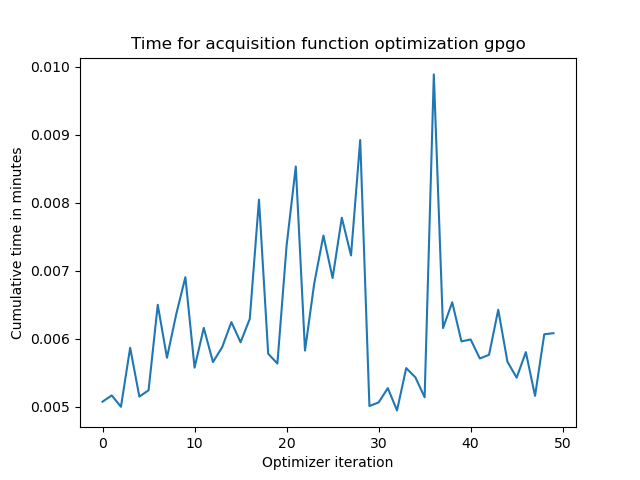 Time for acquisition function optimization gpgo
0.010
0.009
0.008
0.007
0.006
0.005
Cumulative time in minutes
0 10 20 30 40 50
Optimizer iteration